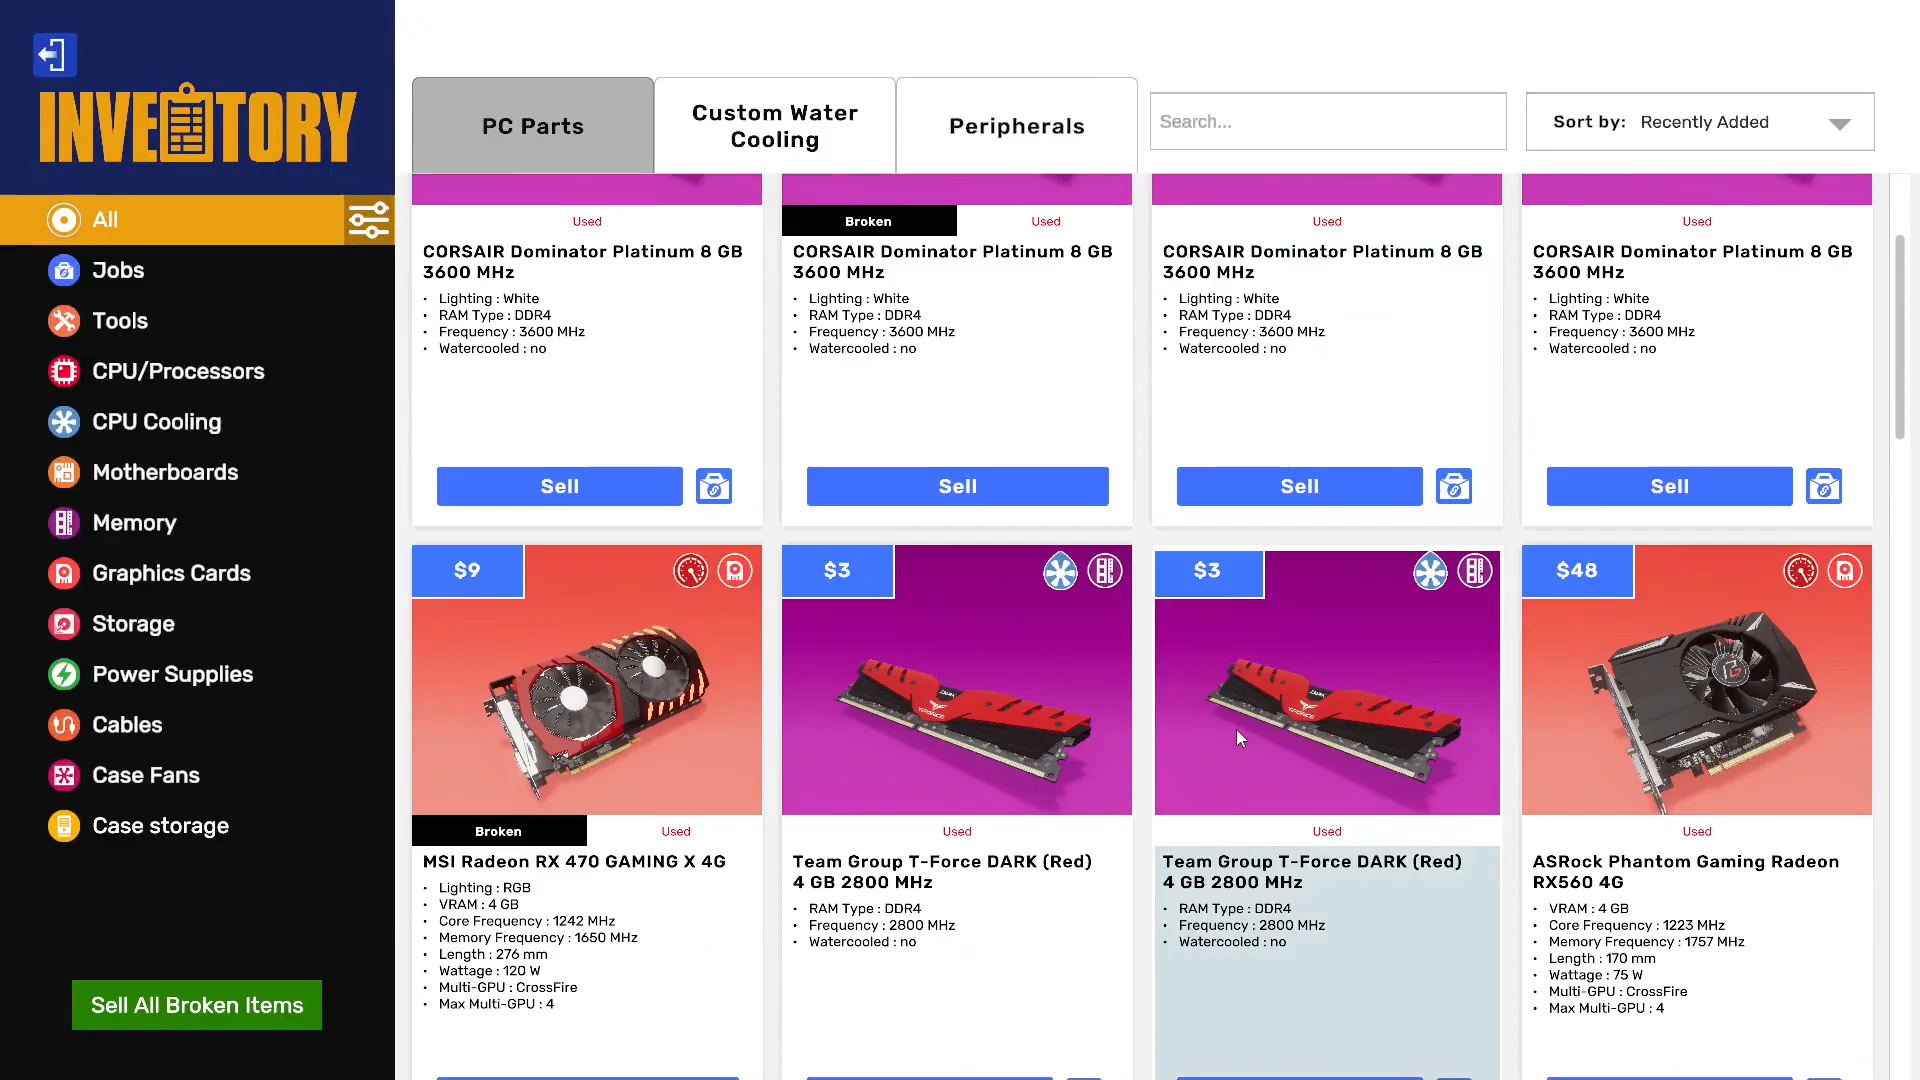 INVENTORY
PC Parts
Custom Water
Cooling
Peripherals
Search...
Sort by: Recently Added
All
Jobs
Tools
CPU/Processors
CPU Cooling
Motherboards
Memory
Graphics Cards
Storage
Power Supplies
Cables
Case Fans
Case storage
Sell All Broken Items
Used
CORSAIR Dominator Platinum 8 GB
3600 MHz
• Lighting : White
• RAM Type : DDR4
• Frequency : 3600 MHz
• Watercooled : no
Sell
Broken
Used
CORSAIR Dominator Platinum 8 GB
3600 MHz
• Lighting : White
• RAM Type : DDR4
• Frequency : 3600 MHz
• Watercooled : no
Sell
Used
CORSAIR Dominator Platinum 8 GB
3600 MHz
• Lighting : White
• RAM Type : DDR4
• Frequency : 3600 MHz
• Watercooled : no
Sell
Used
CORSAIR Dominator Platinum 8 GB
3600 MHz
• Lighting : White
• RAM Type : DDR4
• Frequency : 3600 MHz
• Watercooled : no
Sell
$9
Broken
Used
MSI Radeon RX 470 GAMING X 4G
• Lighting : RGB
• VRAM : 4 GB
• Core Frequency : 1242 MHz
• Memory Frequency : 1650 MHz
• Length : 276 mm
• Wattage : 120 W
• Multi-GPU : CrossFire
• Max Multi-GPU : 4
$3
Used
Team Group T-Force DARK (Red)
4 GB 2800 MHz
• RAM Type : DDR4
• Frequency : 2800 MHz
• Watercooled : no
$3
Used
Team Group T-Force DARK (Red)
4 GB 2800 MHz
• RAM Type : DDR4
• Frequency : 2800 MHz
• Watercooled : no
$48
Used
ASRock Phantom Gaming Radeon
RX560 4G
• VRAM : 4 GB
• Core Frequency : 1223 MHz
• Memory Frequency : 1757 MHz
• Length : 170 mm
• Wattage : 75 W
• Multi-GPU : CrossFire
• Max Multi-GPU : 4